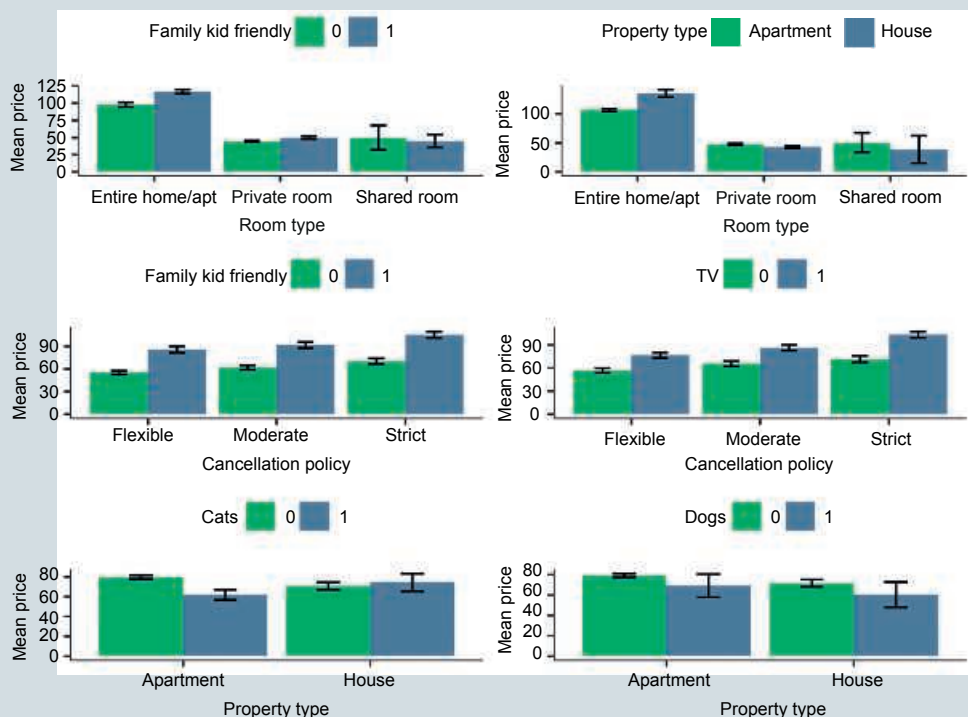 Family kid friendly 0 1
Mean price
125
100
75
50
25
0
Entire home/apt Private room Shared room
Room type
Property type Apartment House
Mean price
100
50
0
Entire home/apt Private room Shared room
Room type
Family kid friendly 0 1
Mean price
90
60
30
0
Flexible Moderate Strict
Cancellation policy
TV 0 1
Mean price
90
60
30
0
Flexible Moderate Strict
Cancellation policy
Cats 0 1
Mean price
80
60
40
20
0
Apartment House
Property type
Dogs 0 1
Mean price
80
60
40
20
0
Apartment House
Property type